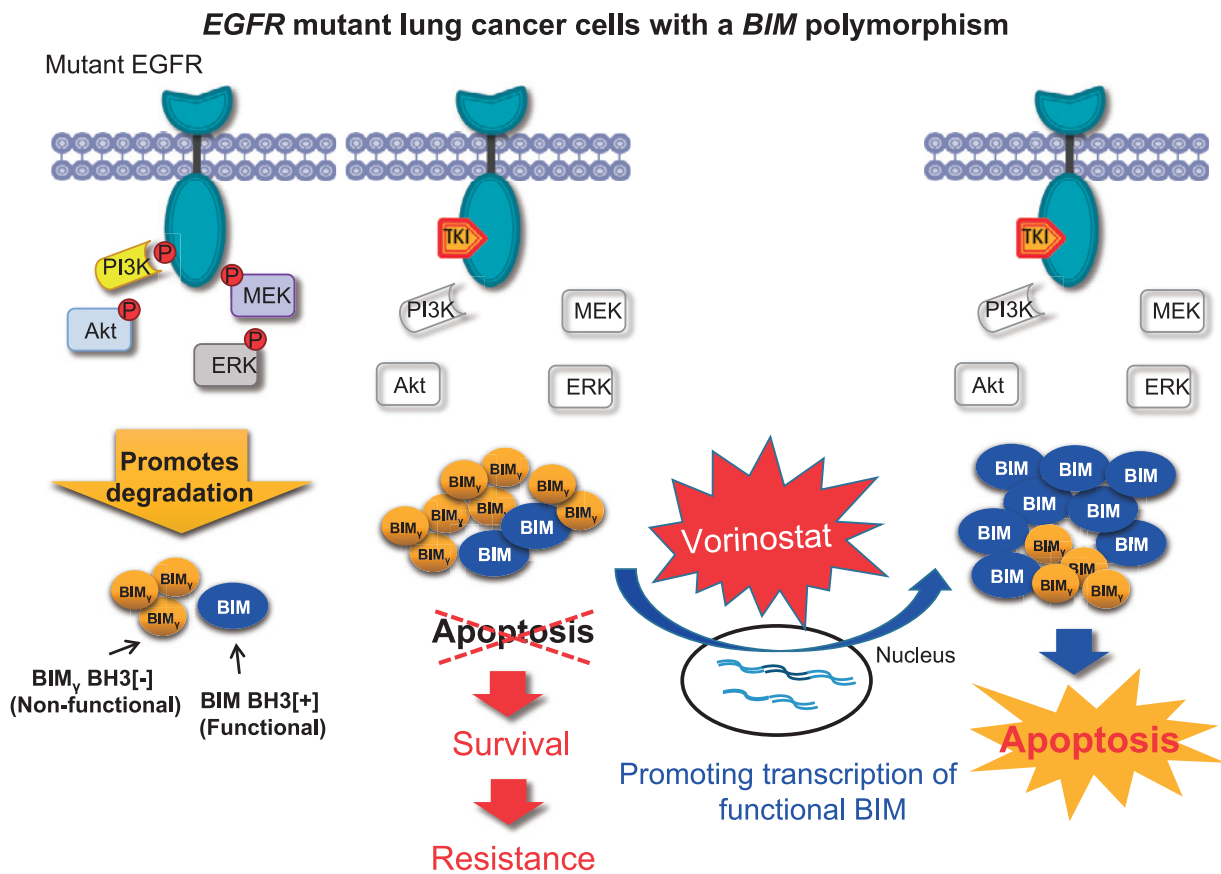 EGFR mutant lung cancer cells with a BIM polymorphism
Mutant EGFR
P
PI3K
P
MEK
P
Akt
P
ERK
Promotes
degradation
BIMγ
BIMγ
BIMγ
BIM
BIMγ BH3[-]
(Non-functional)
BIM BH3[+]
(Functional)
TKI
PI3K
MEK
Akt
ERK
BIMγ
BIMγ
BIMγ
BIMγ
BIMγ
BIMγ
BIMγ
BIMγ
BIM
BIM
Apoptosis
Survival
Resistance
Vorinostat
Nucleus
Promoting transcription of
functional BIM
TKI
PI3K
MEK
Akt
ERK
BIM
BIM
BIM
BIM
BIM
BIM
BIM
BIM
BIMγ
BIM
BIMγ
BIMγ
Apoptosis